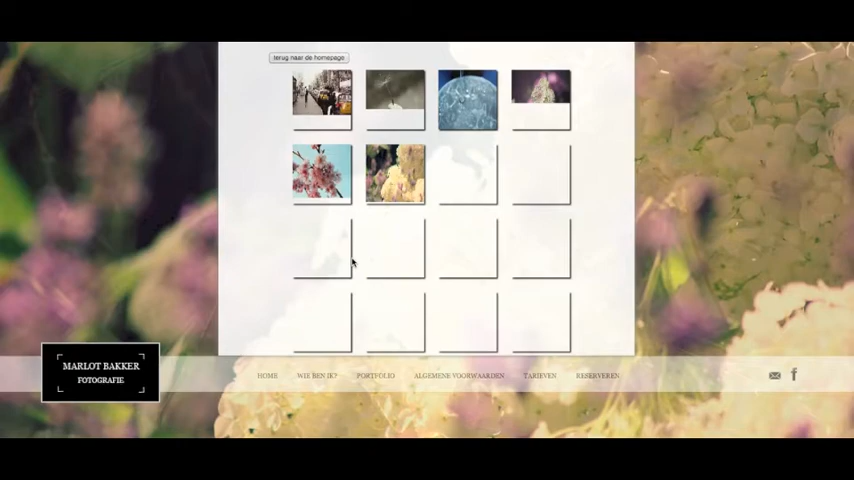 terug naar de homepage
MARLOT BAKKER
FOTOGRAFIE
HOME WIE BEN IK? PORTFOLIO ALGEMENE VOORWAARDEN TARIEVEN RESERVEREN
f